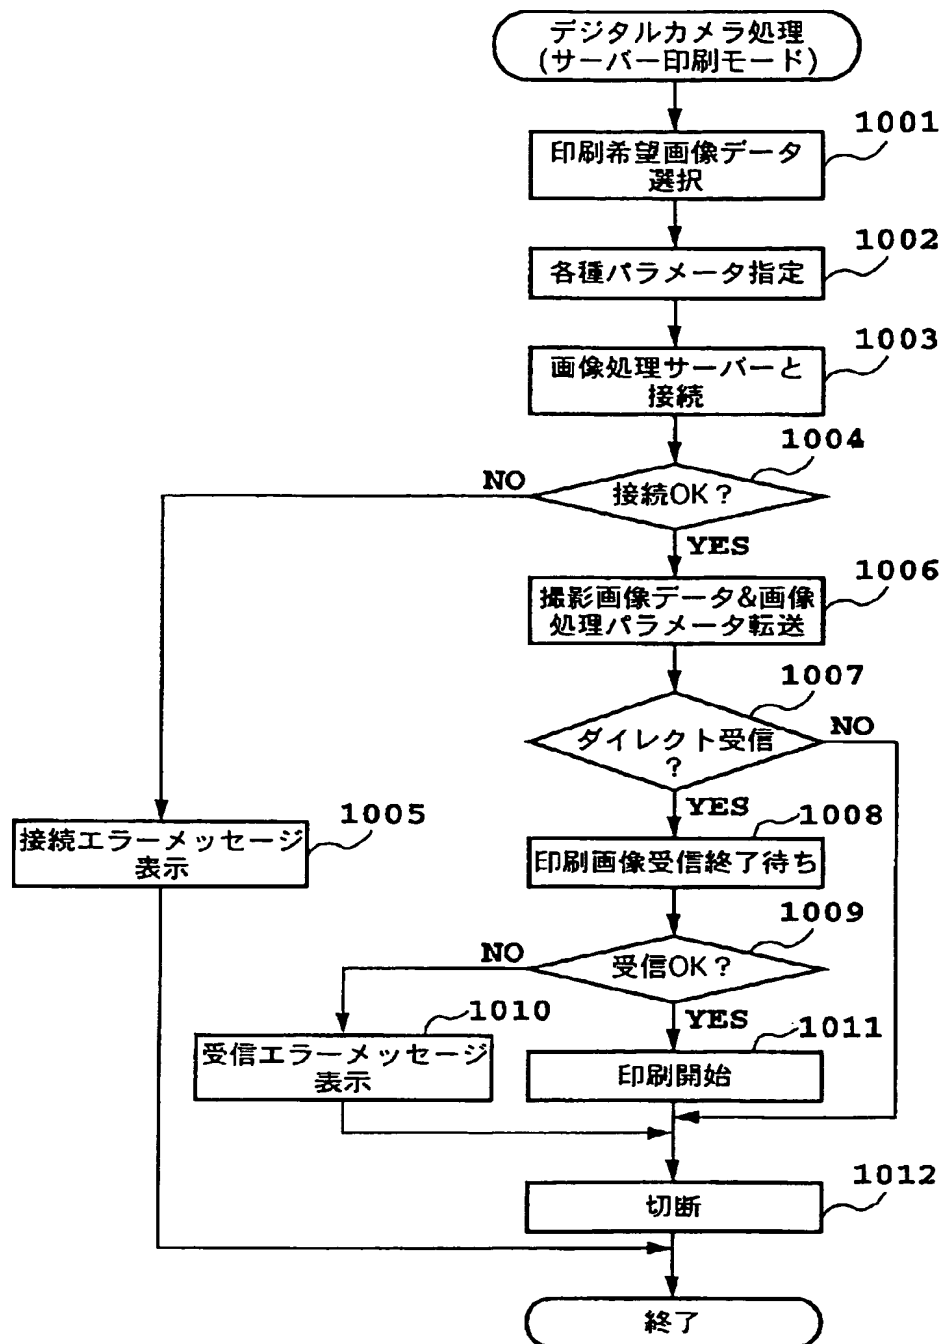 デジタルカメラ処理
(サーバー印刷モード)
1001
印刷希望画像データ
選択
1002
各種パラメータ指定
1003
画像処理サーバーと
接続
1004
接続OK？
NO
YES
1006
撮影画像データ&画像
処理パラメータ転送
1007
ダイレクト受信
？
NO
YES
1005
接続エラーメッセージ
表示
1008
印刷画像受信終了待ち
1009
受信OK？
NO
YES
1010
受信エラーメッセージ
表示
1011
印刷開始
1012
切断
終了